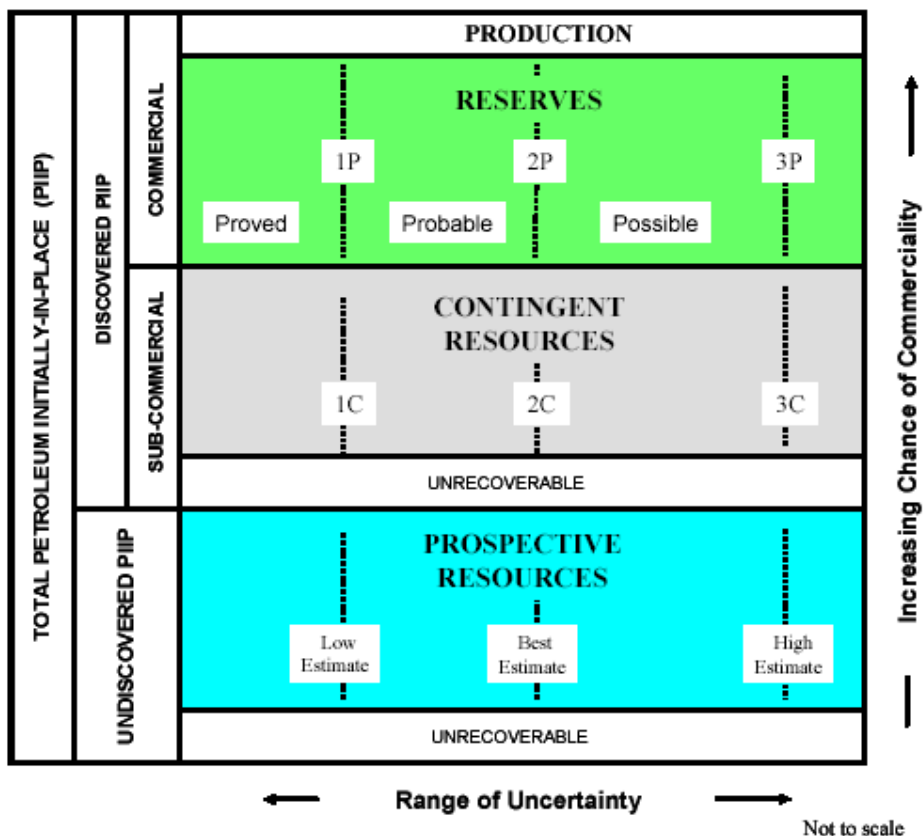 TOTAL PETROLEUM INITIALLY-IN-PLACE (PIIP)
DISCOVERED PIIP
UNDISCOVERED PIIP
COMMERCIAL
SUB-COMMERCIAL
PRODUCTION
RESERVES
1P
2P
3P
Proved
Probable
Possible
CONTINGENT
RESOURCES
1C
2C
3C
UNRECOVERABLE
PROSPECTIVE
RESOURCES
Low
Estimate
Best
Estimate
High
Estimate
UNRECOVERABLE
Increasing Chance of Commerciality
Range of Uncertainty
Not to scale